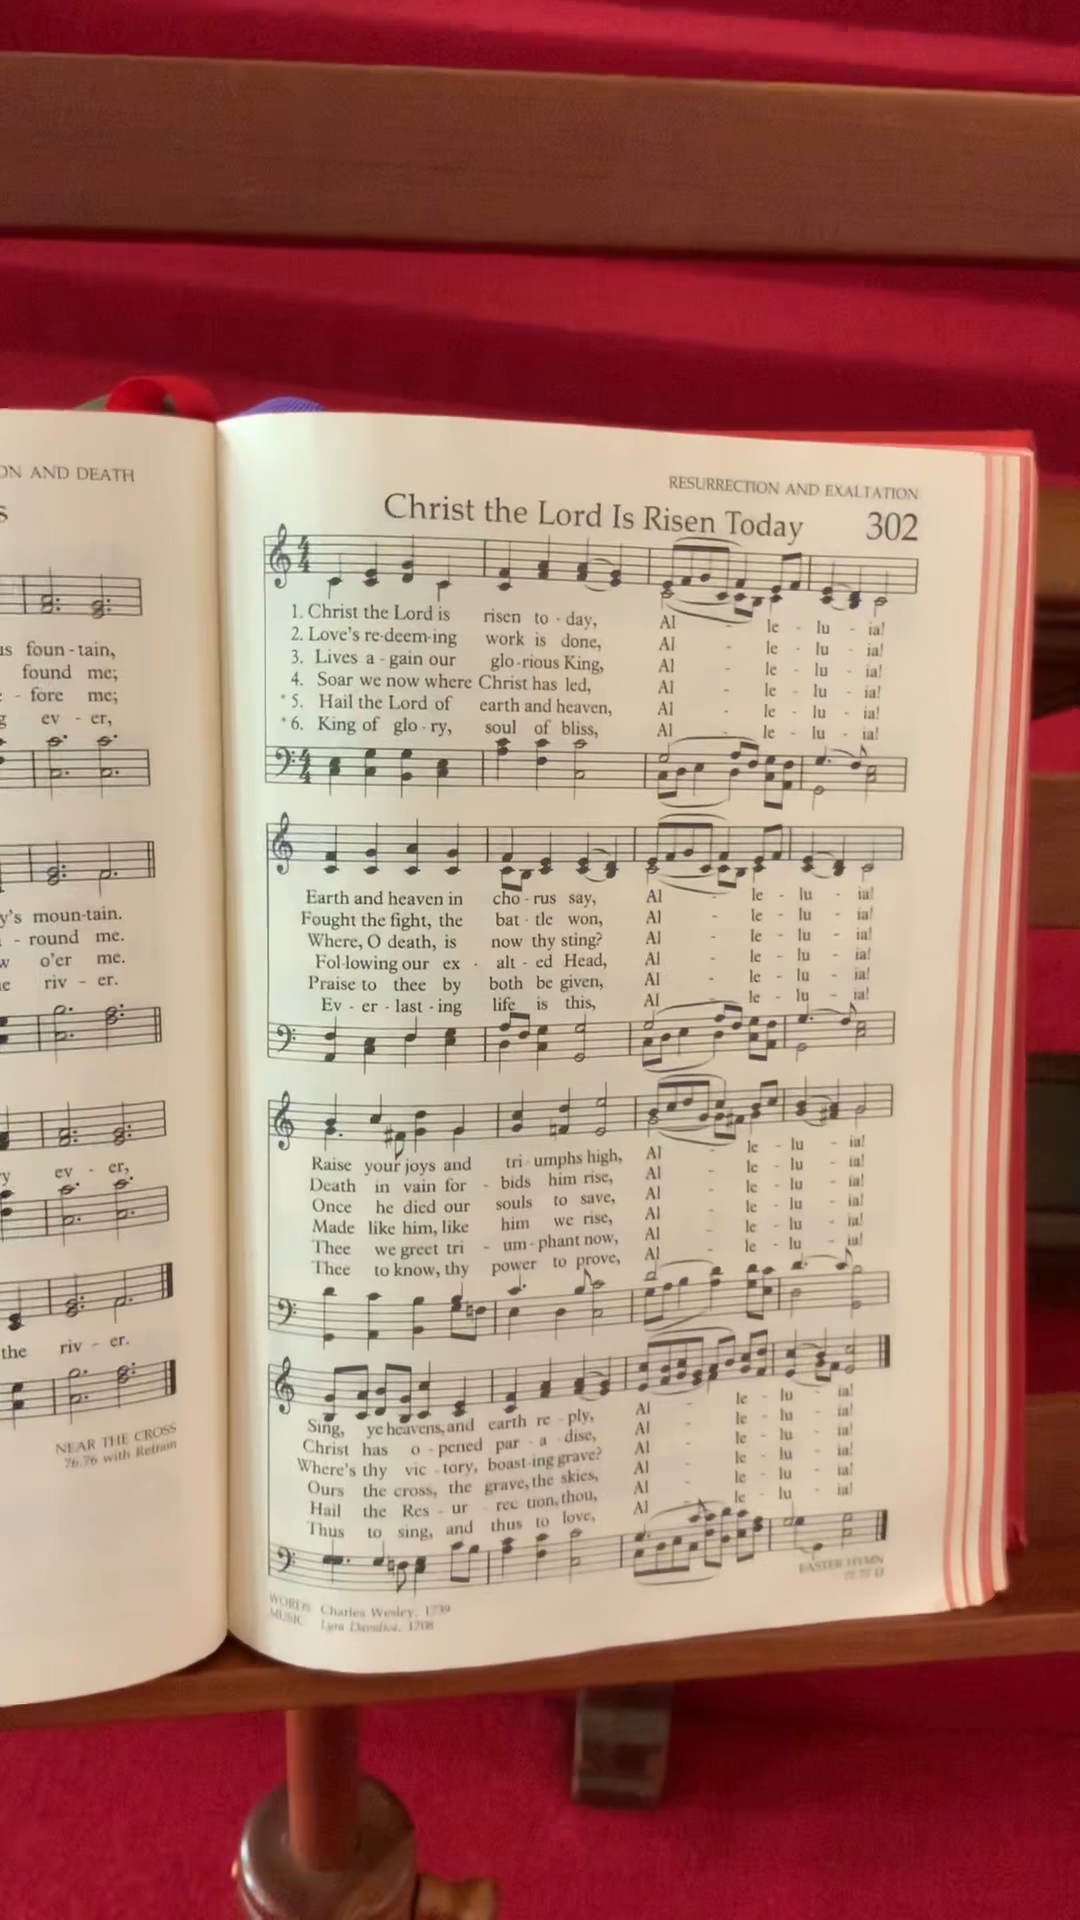 ON AND DEATH
s
us foun - tain,
found me;
- fore me;
g ev - er,
y's moun-tain.
- round me.
w o'er me.
e riv - er.
y ev - er,
the riv - er.
NEAR THE CROSS
76.76 with Refrain
RESURRECTION AND EXALTATION
Christ the Lord Is Risen Today 302
1. Christ the Lord is risen to - day, Al - le - lu - ia!
2. Love's re-deem-ing work is done, Al - le - lu - ia!
3. Lives a - gain our glo - rious King, Al - le - lu - ia!
4. Soar we now where Christ has led, Al - le - lu - ia!
*5. Hail the Lord of earth and heaven, Al - le - lu - ia!
*6. King of glo - ry, soul of bliss, Al - le - lu - ia!
Earth and heaven in cho - rus say, Al - le - lu - ia!
Fought the fight, the bat - tle won, Al - le - lu - ia!
Where, O death, is now thy sting? Al - le - lu - ia!
Fol-lowing our ex - alt - ed Head, Al - le - lu - ia!
Praise to thee by both be given, Al - le - lu - ia!
Ev - er - last - ing life is this, Al - le - lu - ia!
Raise your joys and tri - umphs high, Al - le - lu - ia!
Death in vain for - bids him rise, Al - le - lu - ia!
Once he died our souls to save, Al - le - lu - ia!
Made like him, like him we rise, Al - le - lu - ia!
Thee we greet tri - um - phant now, Al - le - lu - ia!
Thee to know, thy power to prove, Al - le - lu - ia!
Sing, ye heavens, and earth re - ply, Al - le - lu - ia!
Christ has o - pened par - a - dise, Al - le - lu - ia!
Where's thy vic - tory, boast-ing grave? Al - le - lu - ia!
Ours the cross, the grave, the skies, Al - le - lu - ia!
Hail the Res - ur - rec tion, thou, Al - le - lu - ia!
Thus to sing, and thus to love, Al - le - lu - ia!
EASTER HYMN
77.77 D
WORDS Charles Wesley, 1739
MUSIC Lyra Davidica, 1708